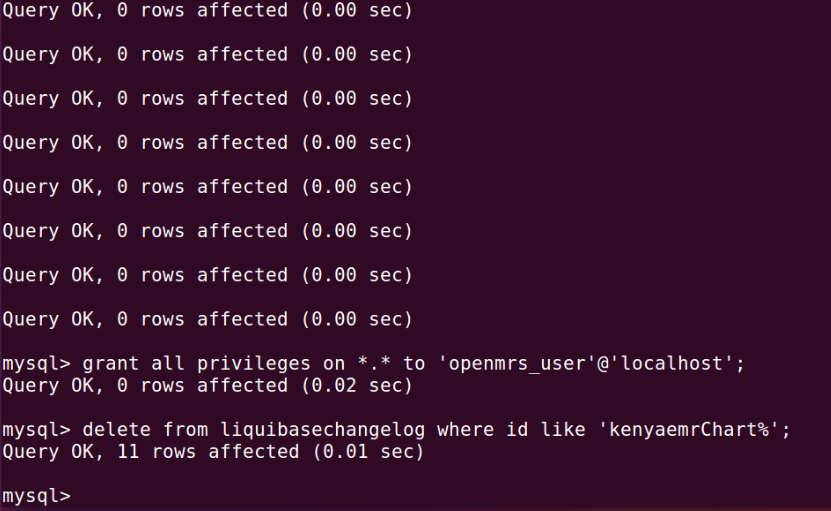 Query OK, 0 rows affected (0.00 sec)
Query OK, 0 rows affected (0.00 sec)
Query OK, 0 rows affected (0.00 sec)
Query OK, 0 rows affected (0.00 sec)
Query OK, 0 rows affected (0.00 sec)
Query OK, 0 rows affected (0.00 sec)
Query OK, 0 rows affected (0.00 sec)
Query OK, 0 rows affected (0.00 sec)
mysql> grant all privileges on *.* to 'openmrs_user'@'localhost';
Query OK, 0 rows affected (0.02 sec)
mysql> delete from liquibasechangelog where id like 'kenyaemrChart%';
Query OK, 11 rows affected (0.01 sec)
mysql>